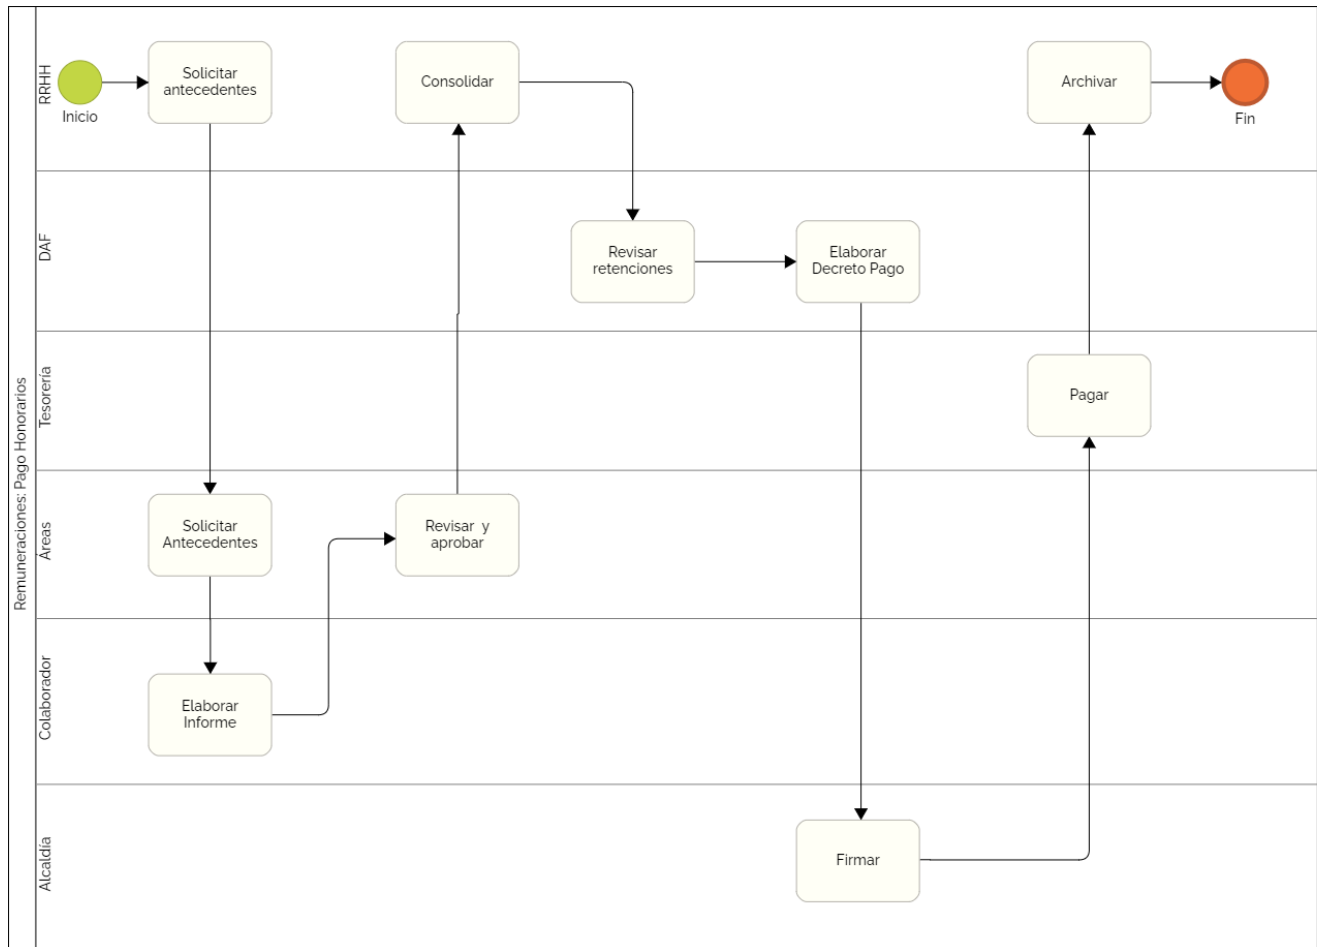 Remuneraciones: Pago Honorarios
RRHH
Inicio
Solicitar
antecedentes
Consolidar
Archivar
Fin
DAF
Revisar
retenciones
Elaborar
Decreto Pago
Tesorería
Pagar
Áreas
Solicitar
Antecedentes
Revisar y
aprobar
Colaborador
Elaborar
Informe
Alcaldía
Firmar